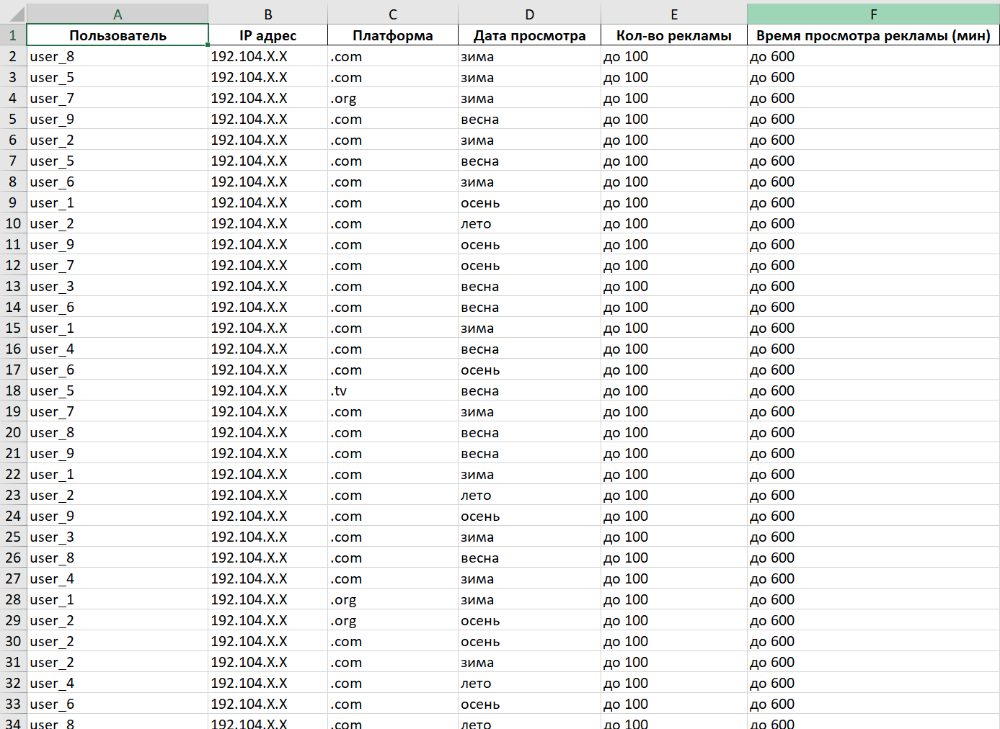 A B C D E F
1 Пользователь IP адрес Платформа Дата просмотра Кол-во рекламы Время просмотра рекламы (мин)
2 user_8 192.104.X.X .com зима до 100 до 600
3 user_5 192.104.X.X .com зима до 100 до 600
4 user_7 192.104.X.X .org зима до 100 до 600
5 user_9 192.104.X.X .com весна до 100 до 600
6 user_2 192.104.X.X .com зима до 100 до 600
7 user_5 192.104.X.X .com весна до 100 до 600
8 user_6 192.104.X.X .com зима до 100 до 600
9 user_1 192.104.X.X .com осень до 100 до 600
10 user_2 192.104.X.X .com лето до 100 до 600
11 user_9 192.104.X.X .com осень до 100 до 600
12 user_7 192.104.X.X .com осень до 100 до 600
13 user_3 192.104.X.X .com весна до 100 до 600
14 user_6 192.104.X.X .com весна до 100 до 600
15 user_1 192.104.X.X .com зима до 100 до 600
16 user_4 192.104.X.X .com весна до 100 до 600
17 user_6 192.104.X.X .com осень до 100 до 600
18 user_5 192.104.X.X .tv весна до 100 до 600
19 user_7 192.104.X.X .com зима до 100 до 600
20 user_8 192.104.X.X .com весна до 100 до 600
21 user_9 192.104.X.X .com весна до 100 до 600
22 user_1 192.104.X.X .com зима до 100 до 600
23 user_2 192.104.X.X .com лето до 100 до 600
24 user_9 192.104.X.X .com осень до 100 до 600
25 user_3 192.104.X.X .com зима до 100 до 600
26 user_8 192.104.X.X .com весна до 100 до 600
27 user_4 192.104.X.X .com зима до 100 до 600
28 user_1 192.104.X.X .org зима до 100 до 600
29 user_2 192.104.X.X .org осень до 100 до 600
30 user_2 192.104.X.X .com осень до 100 до 600
31 user_2 192.104.X.X .com зима до 100 до 600
32 user_4 192.104.X.X .com лето до 100 до 600
33 user_6 192.104.X.X .com осень до 100 до 600
34 user_8 192.104.X.X .com лето до 100 до 600